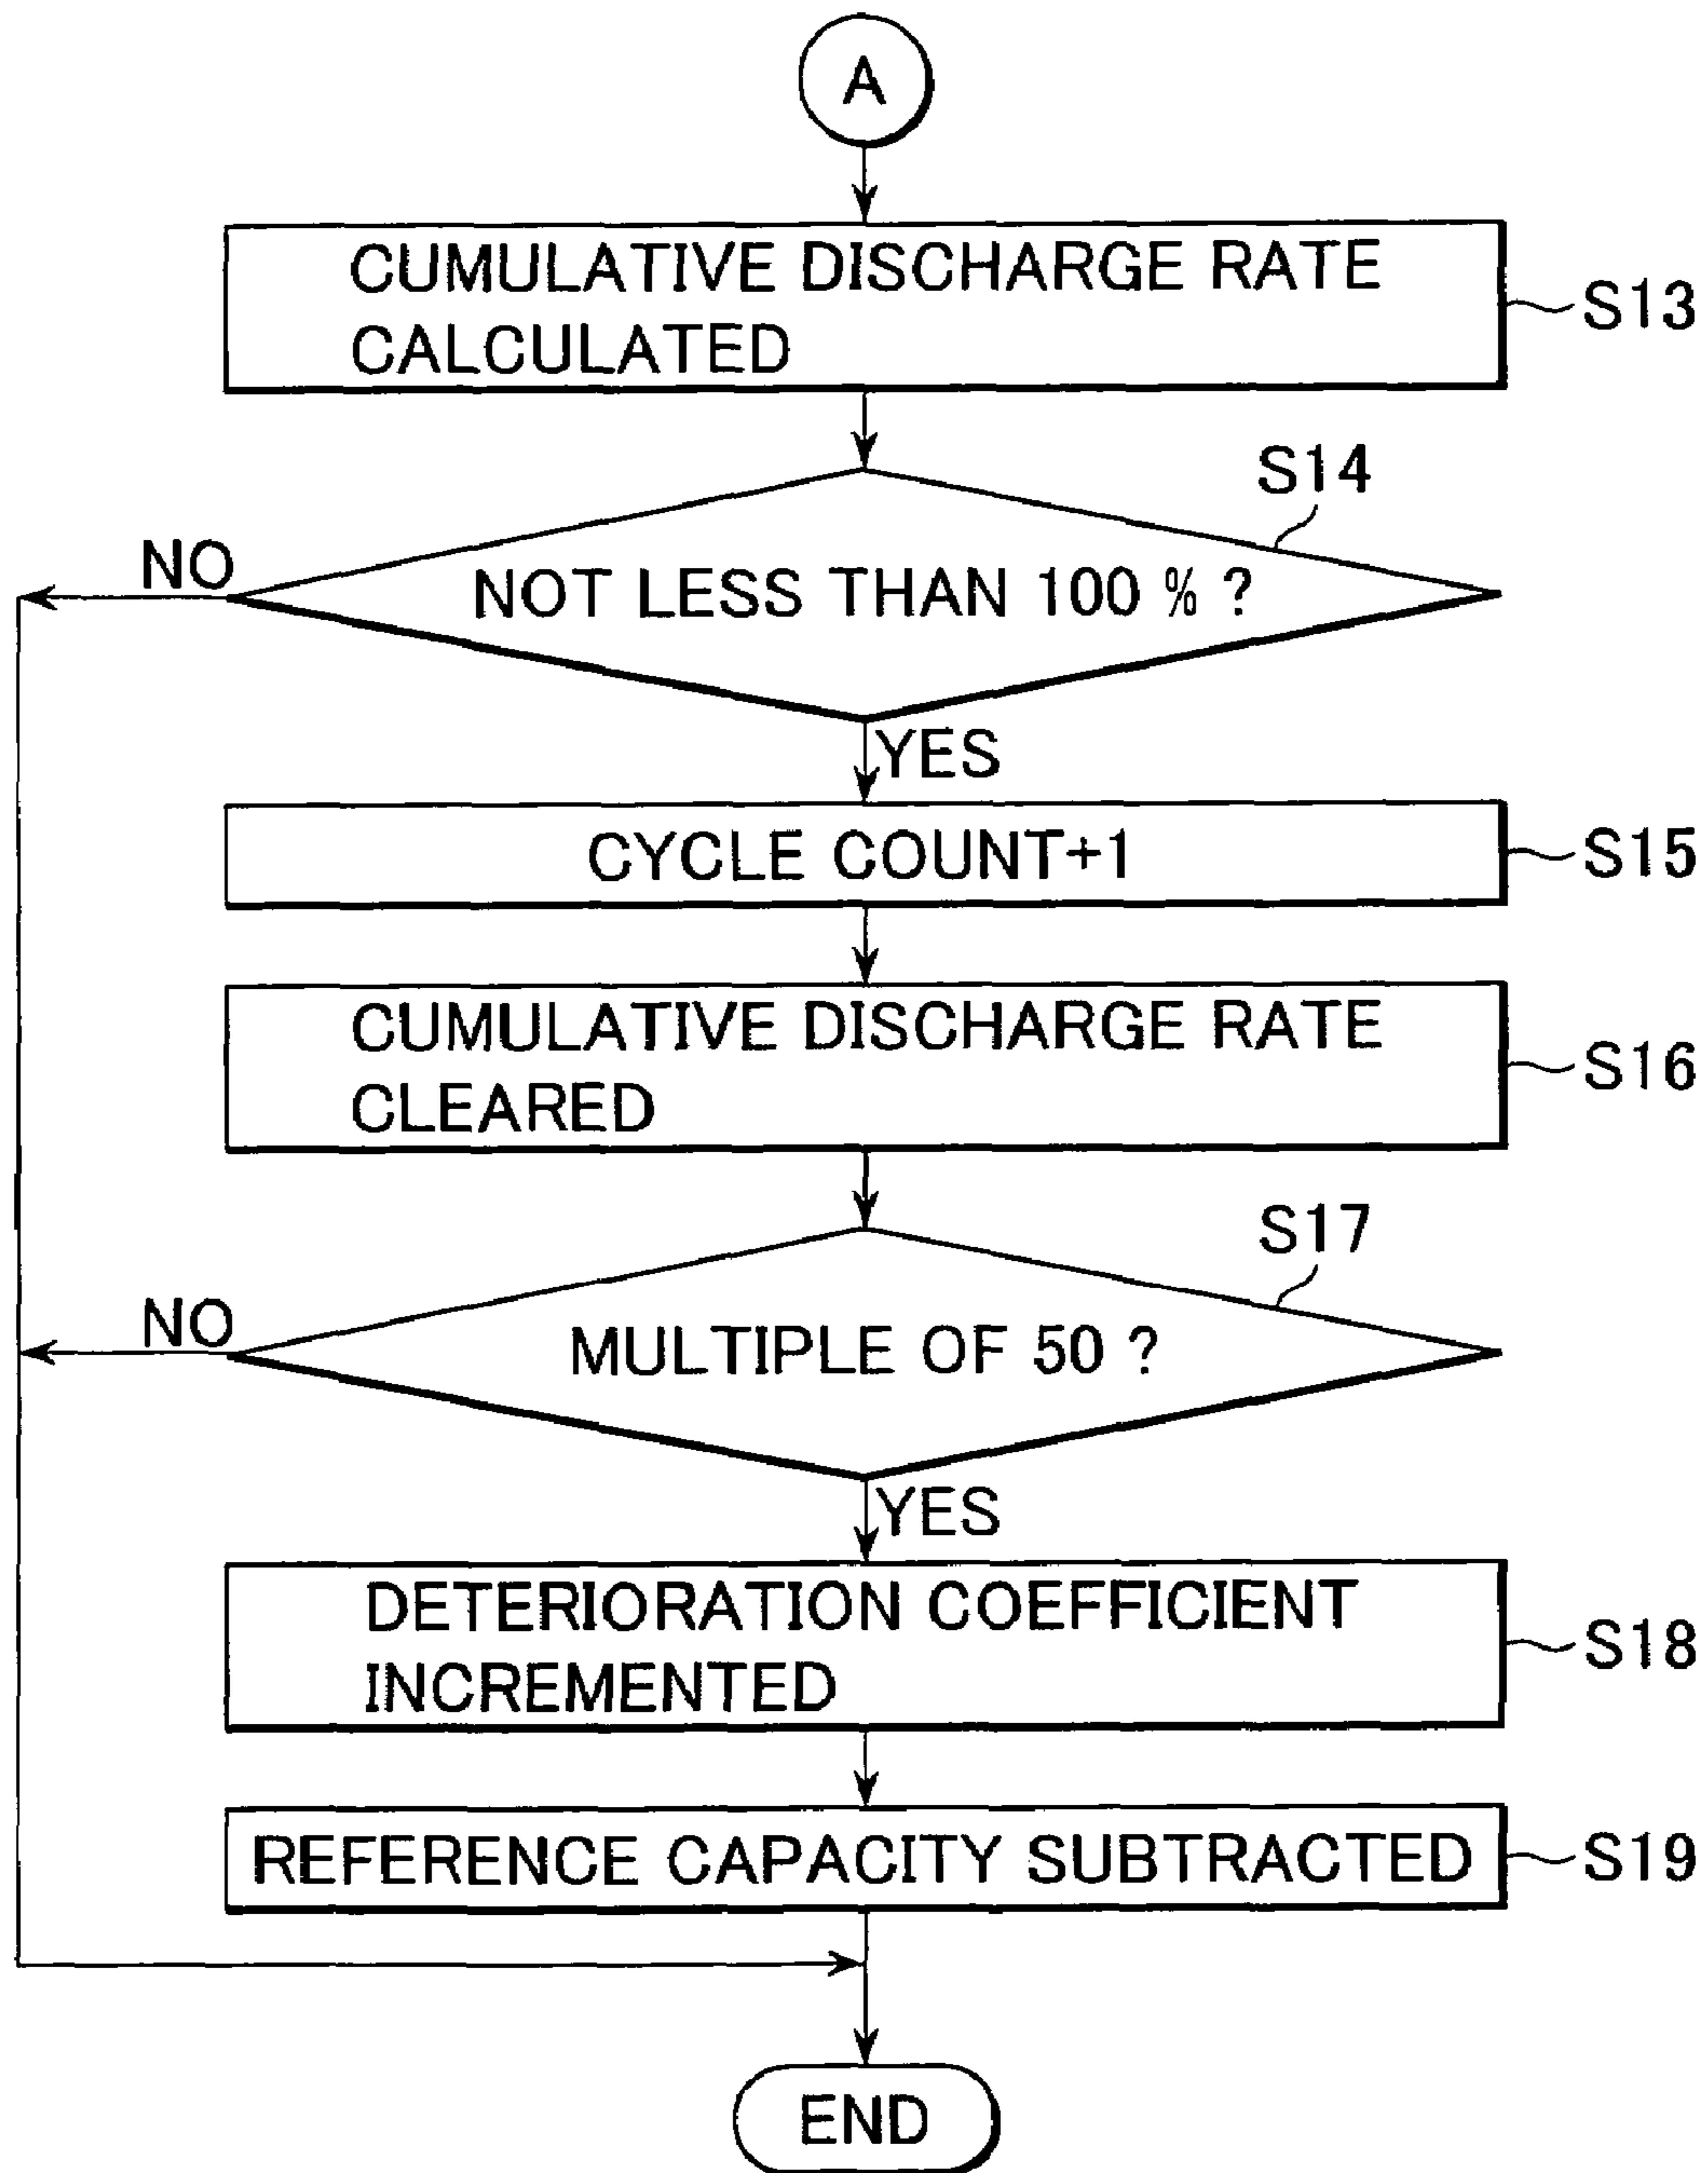 A
CUMULATIVE DISCHARGE RATE
CALCULATED
S13
S14
NO
NOT LESS THAN 100 % ?
YES
CYCLE COUNT+1
S15
CUMULATIVE DISCHARGE RATE
CLEARED
S16
S17
NO
MULTIPLE OF 50 ?
YES
DETERIORATION COEFFICIENT
INCREMENTED
S18
REFERENCE CAPACITY SUBTRACTED
S19
END